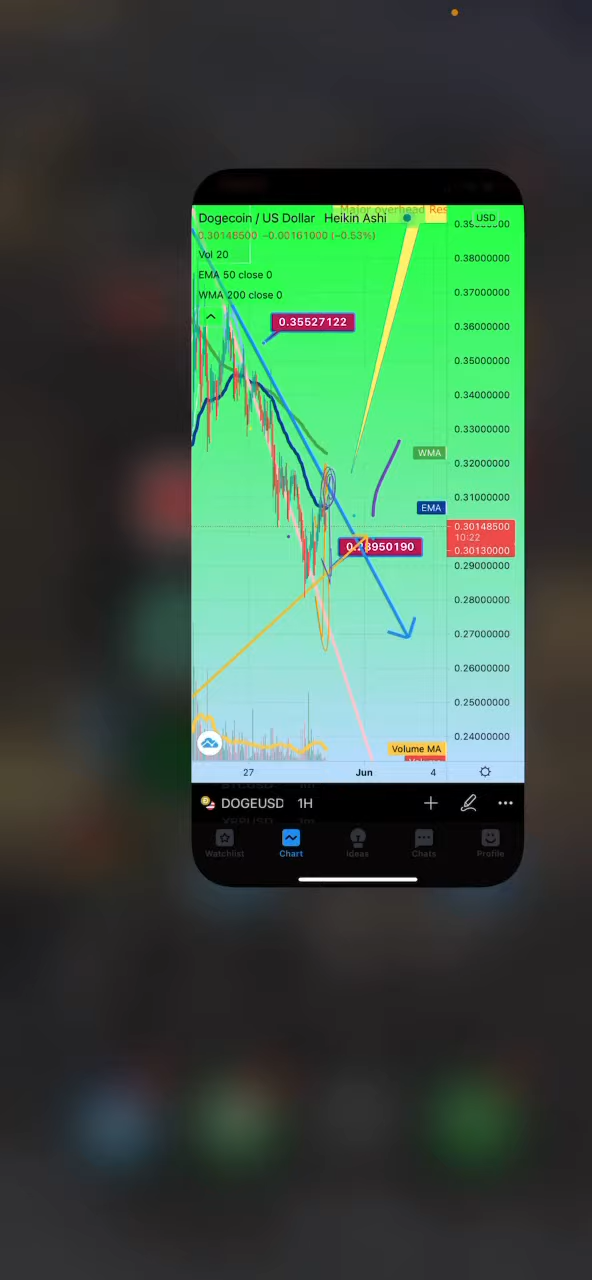 Major overhead Res
Dogecoin / US Dollar Heikin Ashi
USD
0.30148500 −0.00161000 (−0.53%)
Vol 20
EMA 50 close 0
WMA 200 close 0
0.38000000
0.37000000
0.36000000
0.35527122
0.35000000
0.34000000
0.33000000
WMA
0.32000000
0.31000000
EMA
0.30148500
10:22
0.30130000
0.28950190
0.29000000
0.28000000
0.27000000
0.26000000
0.25000000
0.24000000
Volume MA
Volume
27 Jun 4
DOGEUSD 1H
Watchlist Chart Ideas Chats Profile